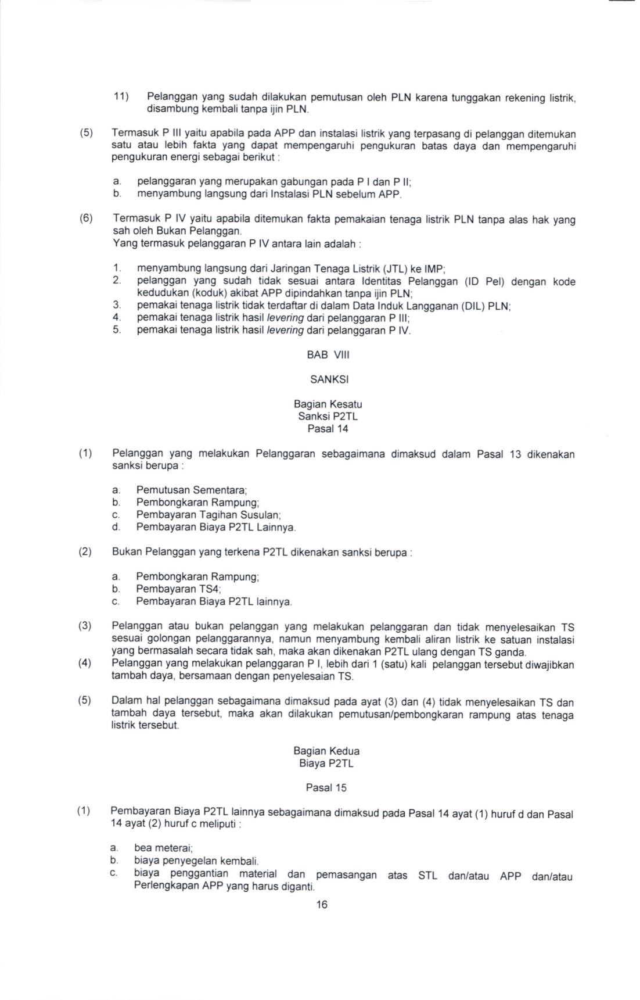 11) Pelanggan yang sudah dilakukan pemutusan oleh PLN karena tunggakan rekening listrik,
disambung kembali tanpa ijin PLN.
(5) Termasuk P III yaitu apabila pada APP dan instalasi listrik yang terpasang di pelanggan ditemukan
satu atau lebih fakta yang dapat mempengaruhi pengukuran batas daya dan mempengaruhi
pengukuran energi sebagai berikut :
a. pelanggaran yang merupakan gabungan pada P I dan P II;
b. menyambung langsung dari Instalasi PLN sebelum APP.
(6) Termasuk P IV yaitu apabila ditemukan fakta pemakaian tenaga listrik PLN tanpa alas hak yang
sah oleh Bukan Pelanggan.
Yang termasuk pelanggaran P IV antara lain adalah :
1. menyambung langsung dari Jaringan Tenaga Listrik (JTL) ke IMP;
2. pelanggan yang sudah tidak sesuai antara Identitas Pelanggan (ID Pel) dengan kode
kedudukan (koduk) akibat APP dipindahkan tanpa ijin PLN;
3. pemakai tenaga listrik tidak terdaftar di dalam Data Induk Langganan (DIL) PLN;
4. pemakai tenaga listrik hasil levering dari pelanggaran P III;
5. pemakai tenaga listrik hasil levering dari pelanggaran P IV.
BAB VIII
SANKSI
Bagian Kesatu
Sanksi P2TL
Pasal 14
(1) Pelanggan yang melakukan Pelanggaran sebagaimana dimaksud dalam Pasal 13 dikenakan
sanksi berupa :
a. Pemutusan Sementara;
b. Pembongkaran Rampung;
c. Pembayaran Tagihan Susulan;
d. Pembayaran Biaya P2TL Lainnya.
(2) Bukan Pelanggan yang terkena P2TL dikenakan sanksi berupa :
a. Pembongkaran Rampung;
b. Pembayaran TS4;
c. Pembayaran Biaya P2TL lainnya.
(3) Pelanggan atau bukan pelanggan yang melakukan pelanggaran dan tidak menyelesaikan TS
sesuai golongan pelanggarannya, namun menyambung kembali aliran listrik ke satuan instalasi
yang bermasalah secara tidak sah, maka akan dikenakan P2TL ulang dengan TS ganda.
(4) Pelanggan yang melakukan pelanggaran P I, lebih dari 1 (satu) kali pelanggan tersebut diwajibkan
tambah daya, bersamaan dengan penyelesaian TS.
(5) Dalam hal pelanggan sebagaimana dimaksud pada ayat (3) dan (4) tidak menyelesaikan TS dan
tambah daya tersebut, maka akan dilakukan pemutusan/pembongkaran rampung atas tenaga
listrik tersebut.
Bagian Kedua
Biaya P2TL
Pasal 15
(1) Pembayaran Biaya P2TL lainnya sebagaimana dimaksud pada Pasal 14 ayat (1) huruf d dan Pasal
14 ayat (2) huruf c meliputi :
a. bea meterai;
b. biaya penyegelan kembali.
c. biaya penggantian material dan pemasangan atas STL dan/atau APP dan/atau
Perlengkapan APP yang harus diganti.
16